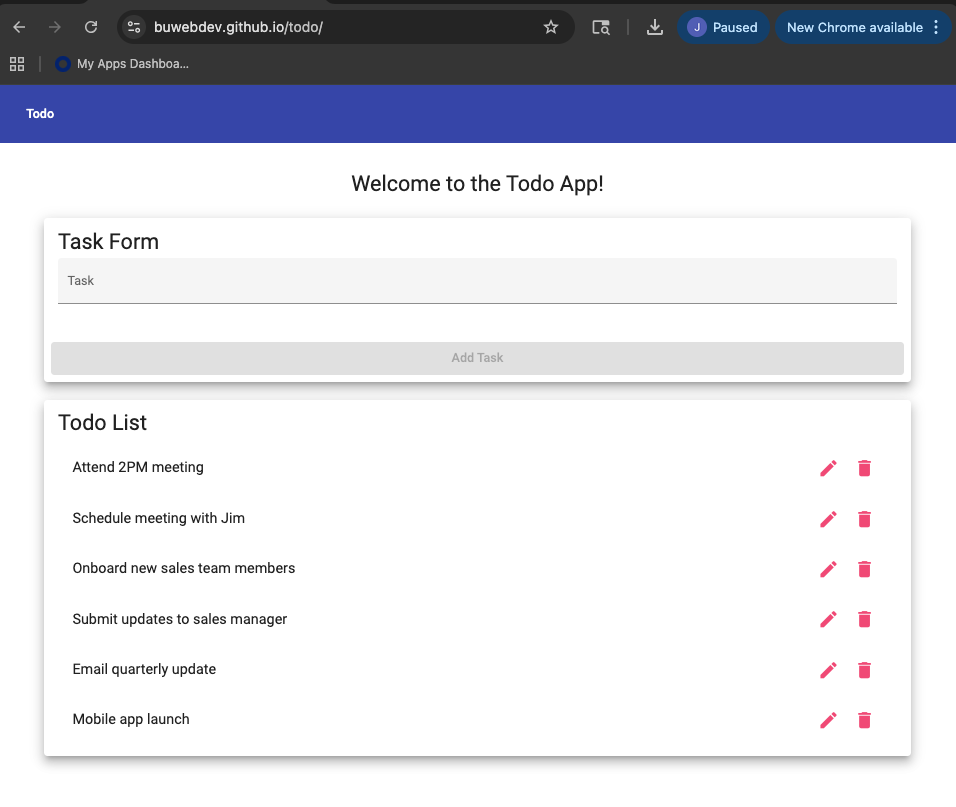 buwebdev.github.io/todo/
J Paused
New Chrome available
My Apps Dashboa...
Todo
Welcome to the Todo App!
Task Form
Task
Add Task
Todo List
Attend 2PM meeting
Schedule meeting with Jim
Onboard new sales team members
Submit updates to sales manager
Email quarterly update
Mobile app launch